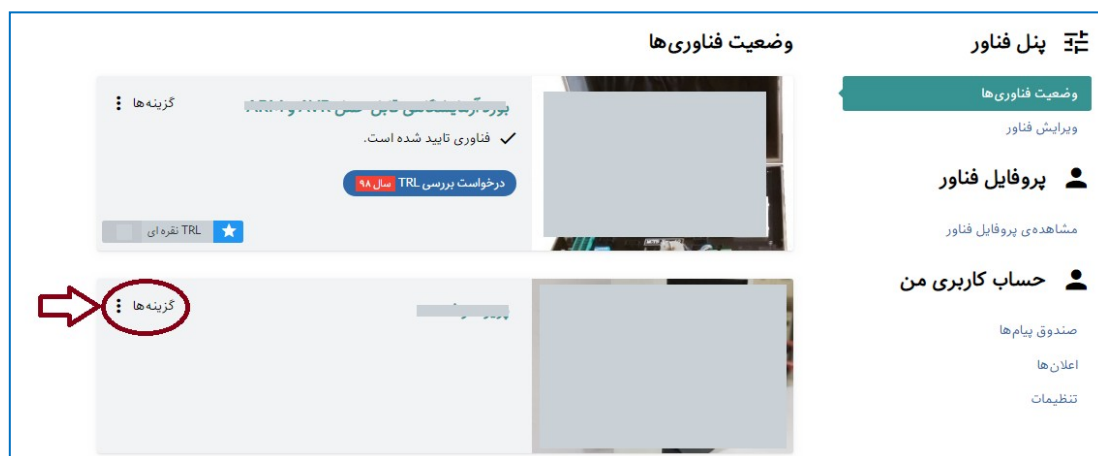 پنل فناور
وضعیت فناوری‌ها
ویرایش فناور
پروفایل فناور
مشاهده‌ی پروفایل فناور
حساب کاربری من
صندوق پیام‌ها
اعلان‌ها
تنظیمات
وضعیت فناوری‌ها
گزینه‌ها
فناوری تایید شده است.
درخواست بررسی TRL سال ۹۸
TRL نقره ای
گزینه‌ها